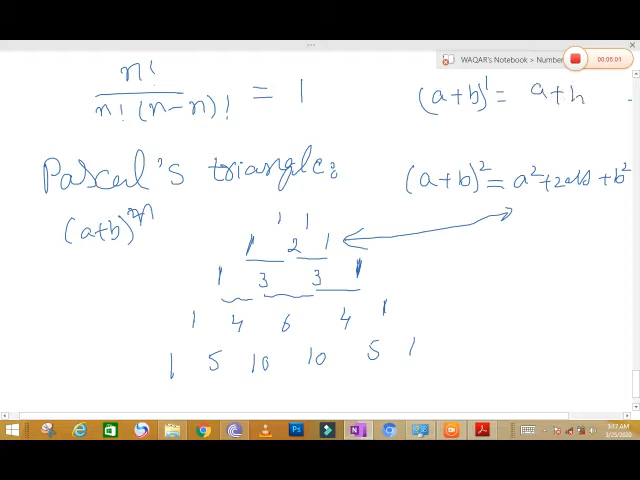 WAQAR's Notebook > Number
00:05:01
n!
n!(n-n)! = 1
(a+b)¹ = a+b
Pascal's triangle:
(a+b)² = a²+2ab+b²
(a+b)ⁿ
1 1
1 2 1
1 3 3 1
1 4 6 4 1
1 5 10 10 5 1
3:17 AM
3/25/2020